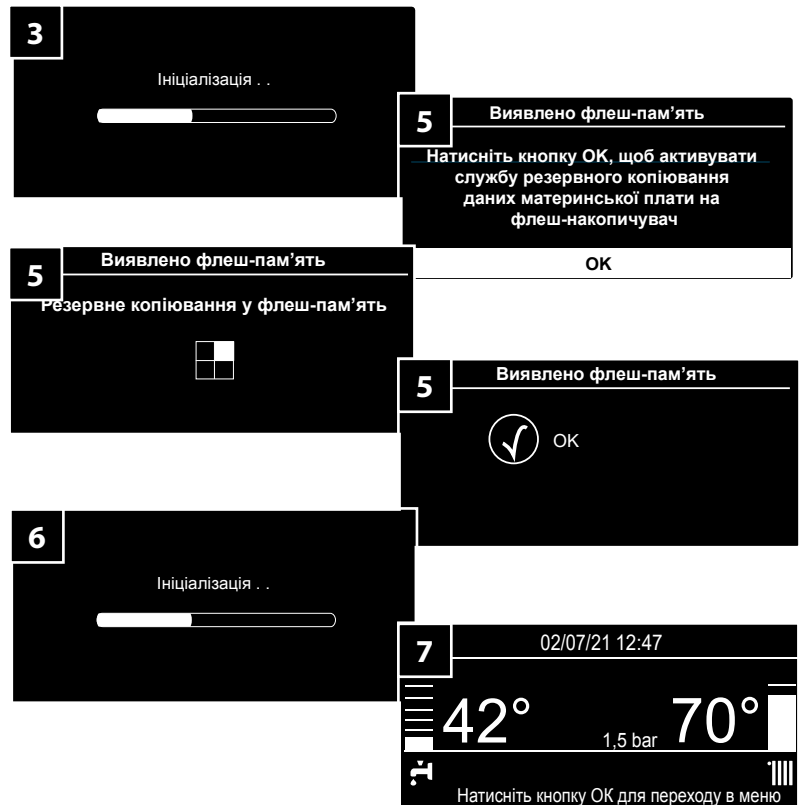 3
Ініціалізація . .
5
Виявлено флеш-пам’ять
Натисніть кнопку OK, щоб активувати
службу резервного копіювання
даних материнської плати на
флеш-накопичувач
OK
5
Виявлено флеш-пам’ять
Резервне копіювання у флеш-пам’ять
5
Виявлено флеш-пам’ять
OK
6
Ініціалізація . .
7
02/07/21 12:47
42° 1,5 bar 70°
Натисніть кнопку OK для переходу в меню